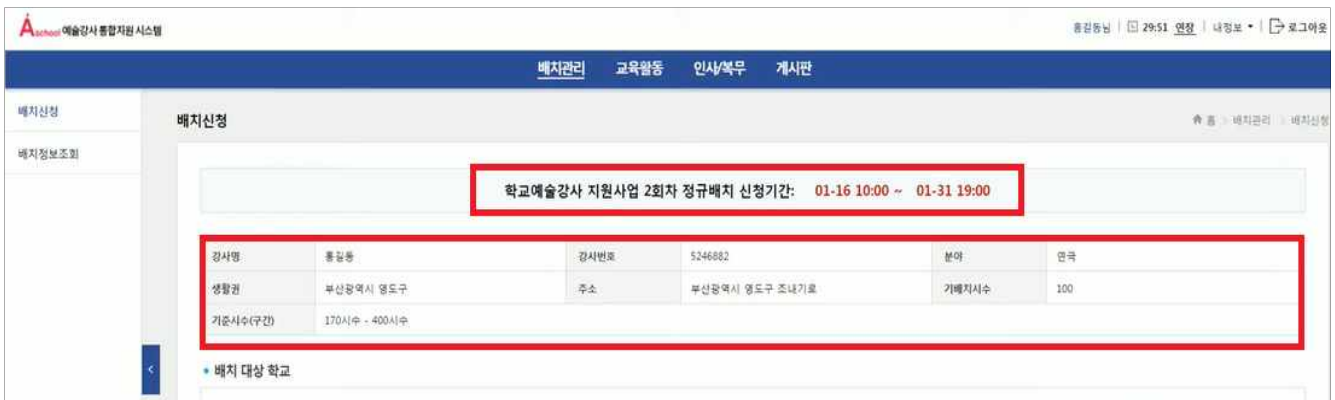 Aschool 예술강사 통합지원 시스템
홍길동님 | 29:51 연장 | 내정보 | 로그아웃
배치관리 교육활동 인사/복무 게시판
배치신청
배치정보조회
배치신청
홈 > 배치관리 > 배치신청
학교예술강사 지원사업 2회차 정규배치 신청기간: 01-16 10:00 ~ 01-31 19:00
강사명 홍길동 강사번호 5246882 분야 연극
생활권 부산광역시 영도구 주소 부산광역시 영도구 조내기로 기배치시수 100
기준시수(구간) 170시수 - 400시수
• 배치 대상 학교